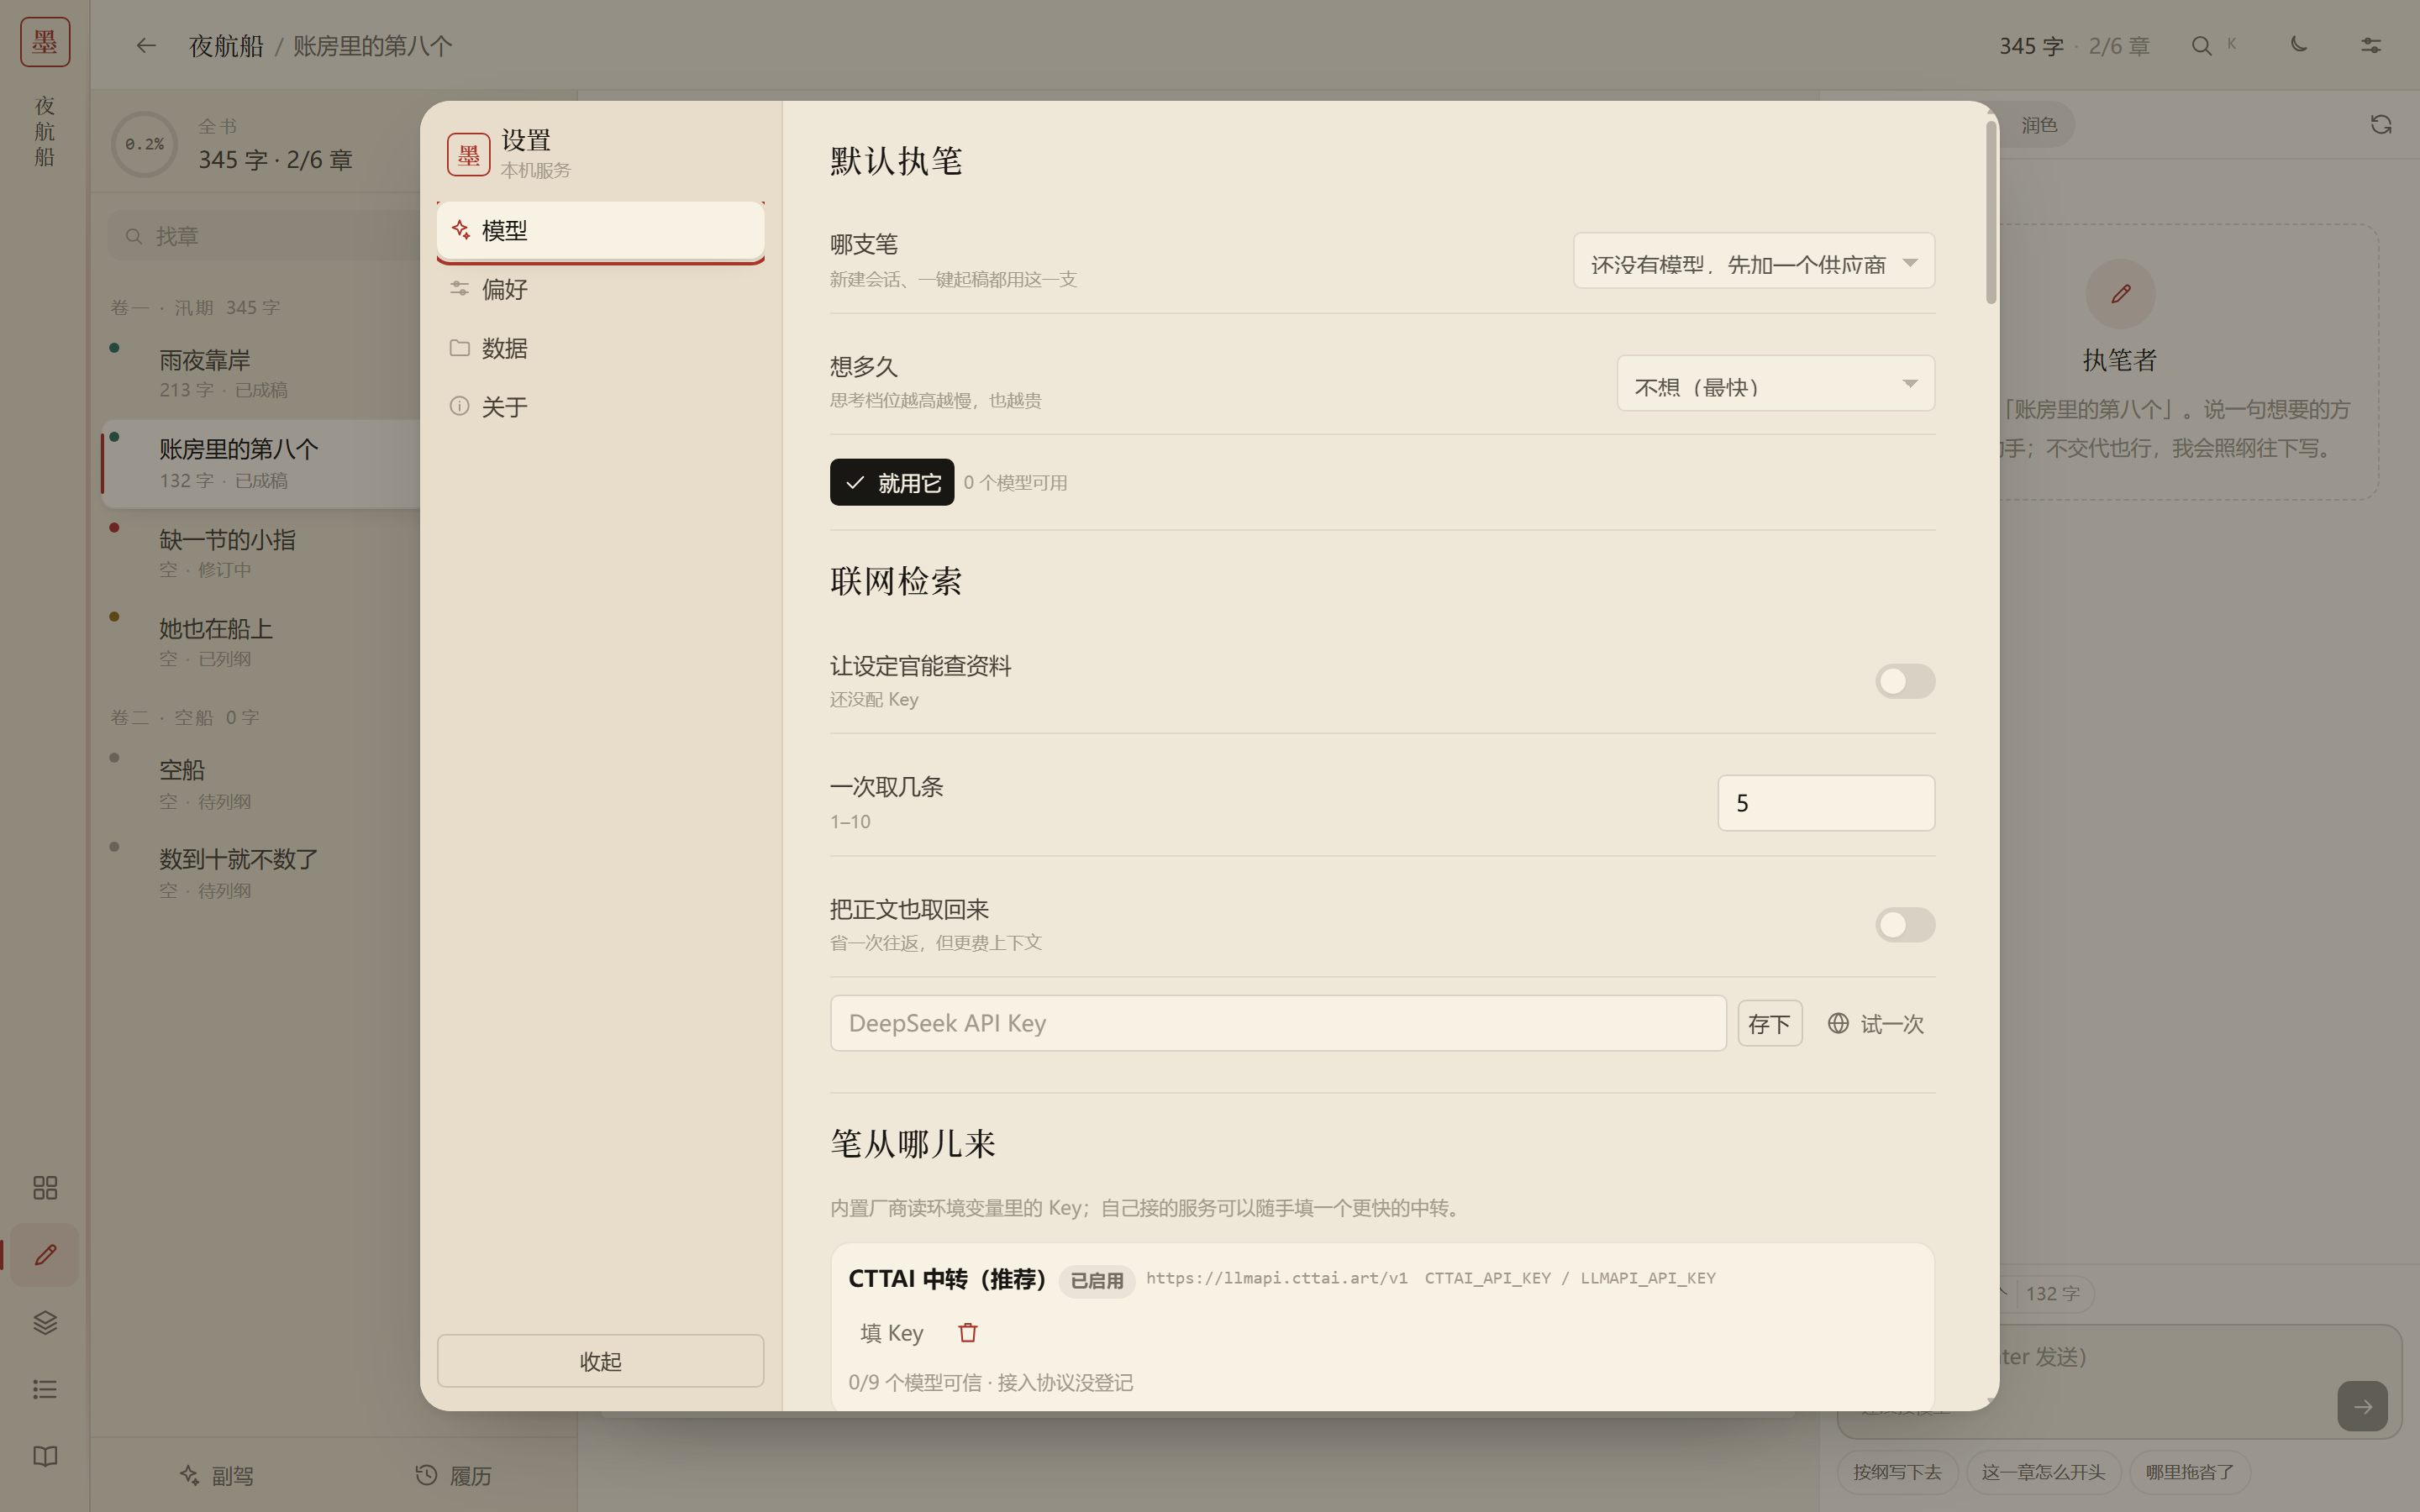 墨
夜航船
夜航船 / 账房里的第八个
345 字 · 2/6 章
K
0.2%
全书
345 字 · 2/6 章
找章
卷一 · 汛期 345 字
雨夜靠岸
213 字 · 已成稿
账房里的第八个
132 字 · 已成稿
缺一节的小指
空 · 修订中
她也在船上
空 · 已列纲
卷二 · 空船 0 字
空船
空 · 待列纲
数到十就不数了
空 · 待列纲
副驾
履历
墨
设置
本机服务
模型
偏好
数据
关于
收起
默认执笔
哪支笔
新建会话、一键起稿都用这一支
还没有模型，先加一个供应商
想多久
思考档位越高越慢，也越贵
不想（最快）
就用它
0 个模型可用
联网检索
让设定官能查资料
还没配 Key
一次取几条
1–10
5
把正文也取回来
省一次往返，但更费上下文
DeepSeek API Key
存下
试一次
笔从哪儿来
内置厂商读环境变量里的 Key；自己接的服务可以随手填一个更快的中转。
CTTAI 中转（推荐）
已启用
https://llmapi.cttai.art/v1
CTTAI_API_KEY / LLMAPI_API_KEY
填 Key
0/9 个模型可信 · 接入协议没登记
润色
执笔者
「账房里的第八个」。说一句想要的方
手；不交代也行，我会照纲往下写。
132 字
ter 发送）
按纲写下去
这一章怎么开头
哪里拖沓了